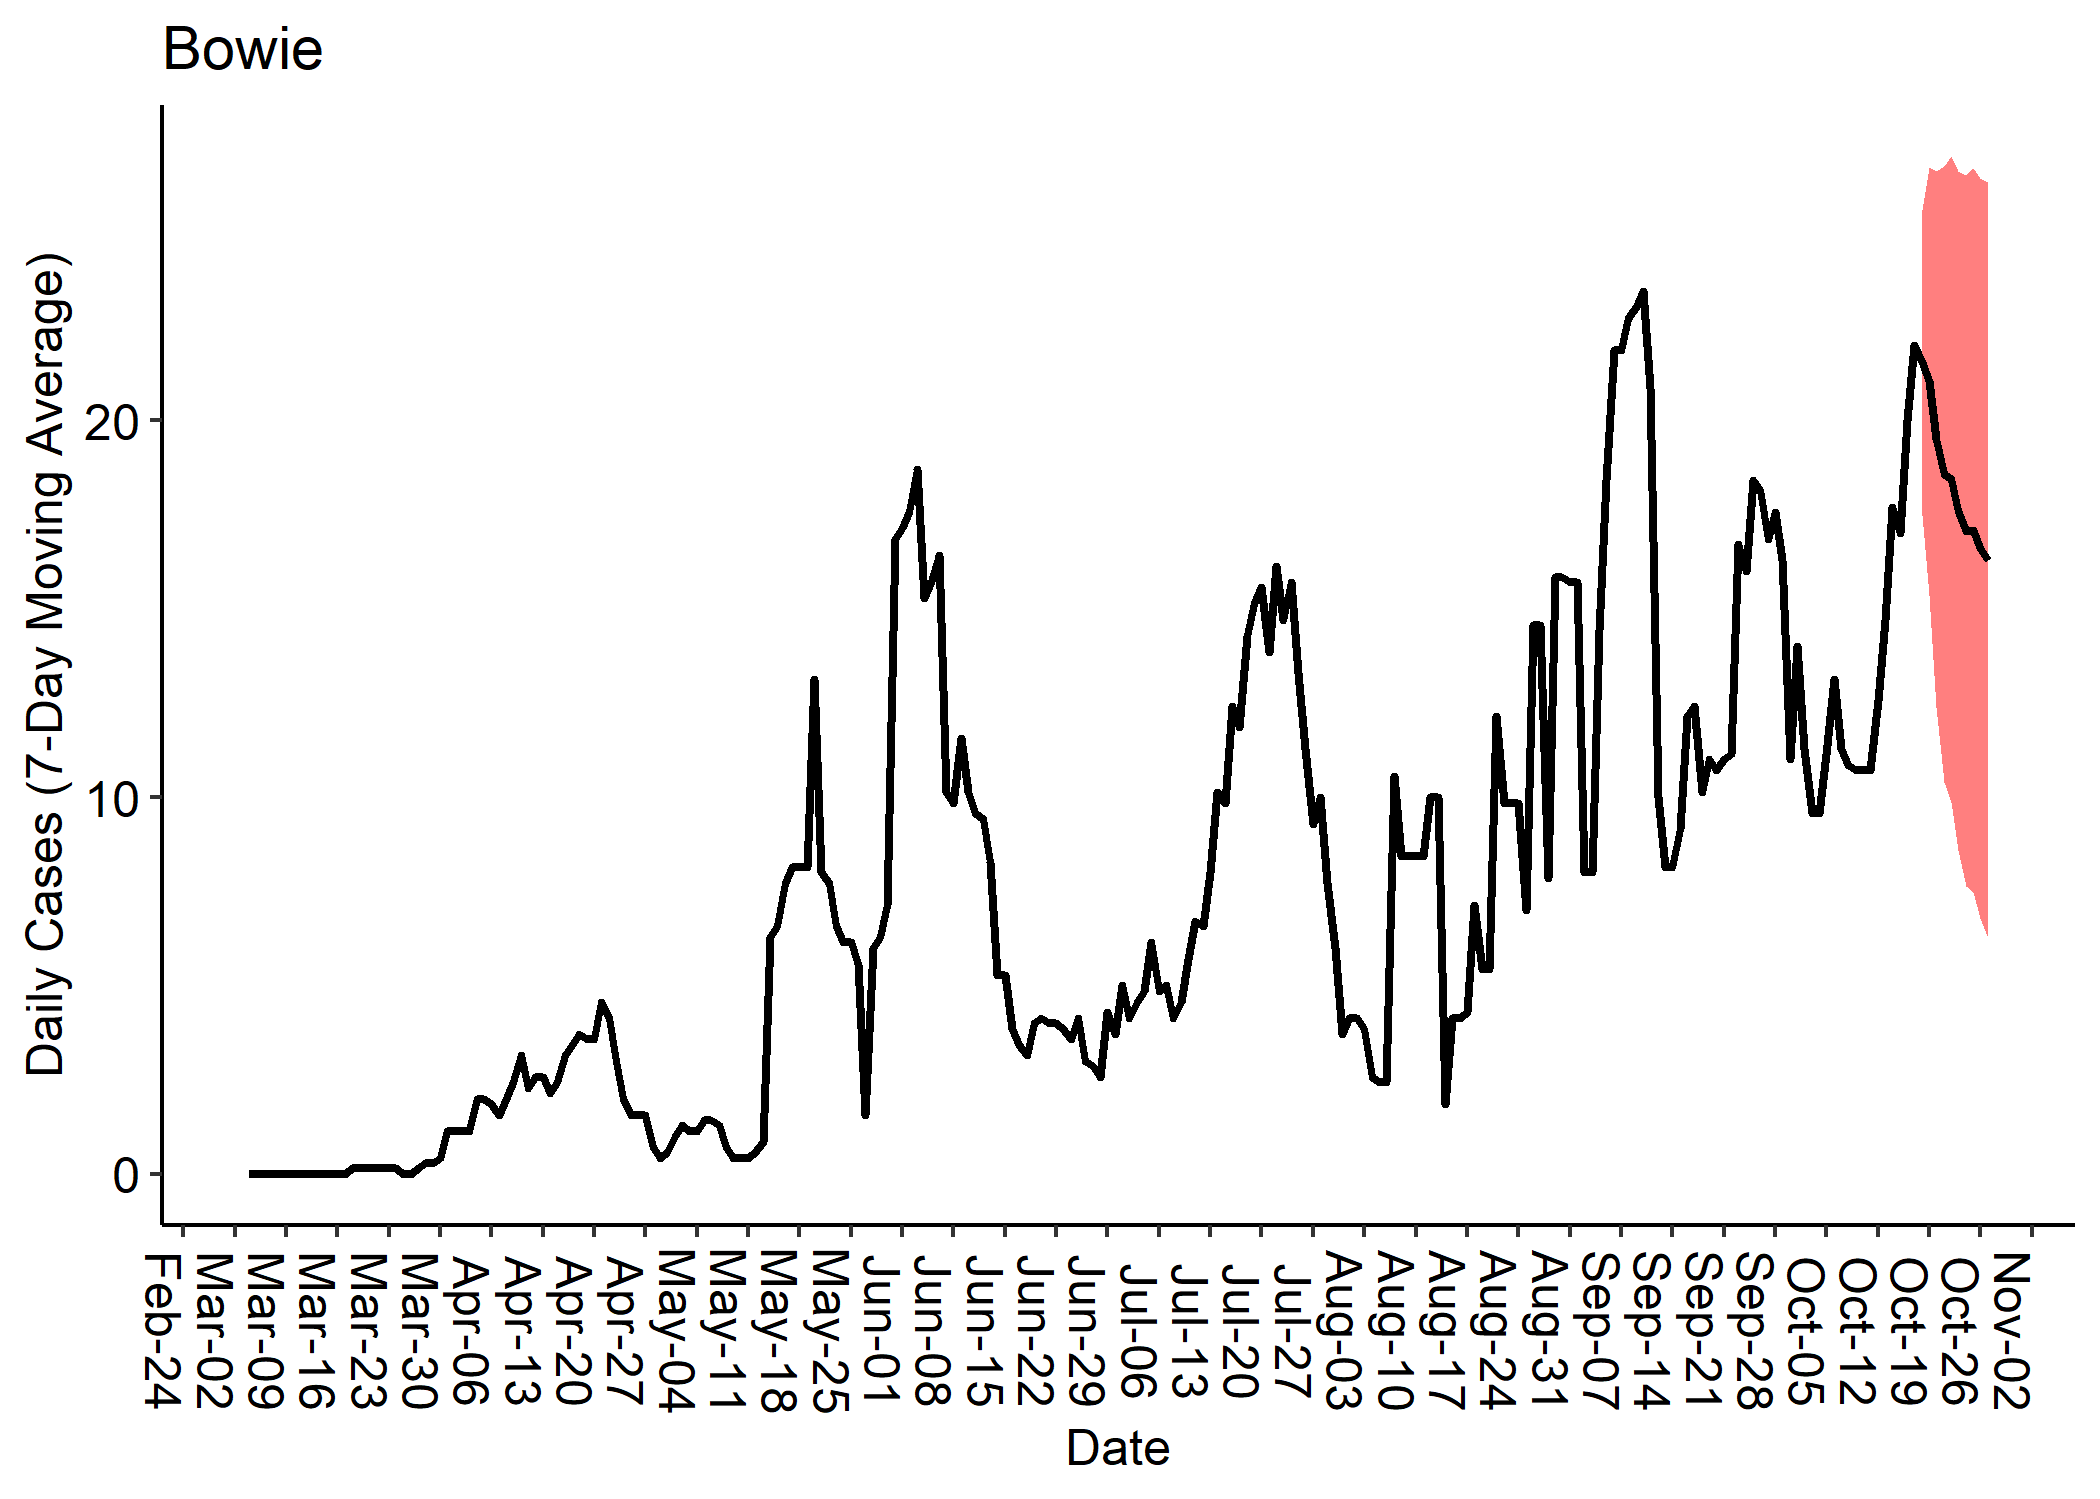 Bowie
Daily Cases (7-Day Moving Average)
20
10
0
Feb-24
Mar-02
Mar-09
Mar-16
Mar-23
Mar-30
Apr-06
Apr-13
Apr-20
Apr-27
May-04
May-11
May-18
May-25
Jun-01
Jun-08
Jun-15
Jun-22
Jun-29
Jul-06
Jul-13
Jul-20
Jul-27
Aug-03
Aug-10
Aug-17
Aug-24
Aug-31
Sep-07
Sep-14
Sep-21
Sep-28
Oct-05
Oct-12
Oct-19
Oct-26
Nov-02
Date